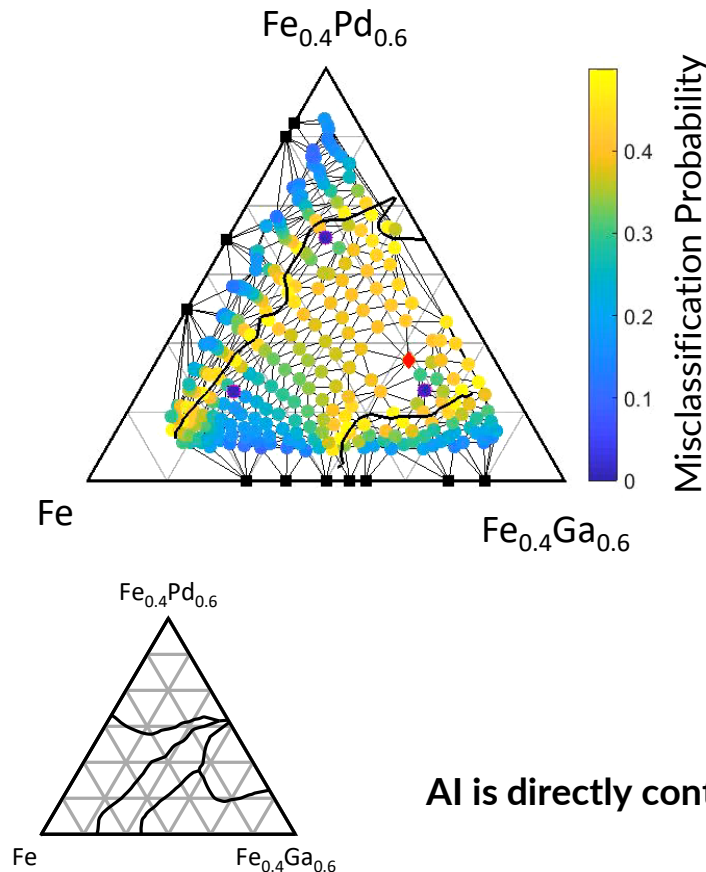 Fe₀.₄Pd₀.₆
0.4
0.3
0.2
0.1
0
Misclassification Probability
Fe
Fe₀.₄Ga₀.₆
Fe₀.₄Pd₀.₆
Fe
Fe₀.₄Ga₀.₆
AI is directly cont